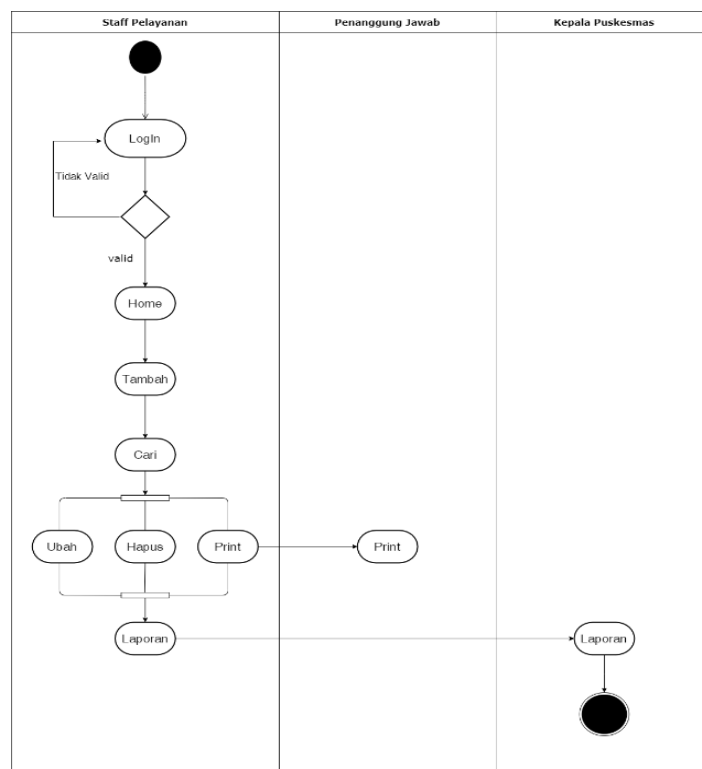 Staff Pelayanan
Penanggung Jawab
Kepala Puskesmas
LogIn
Tidak Valid
valid
Home
Tambah
Cari
Ubah
Hapus
Print
Print
Laporan
Laporan